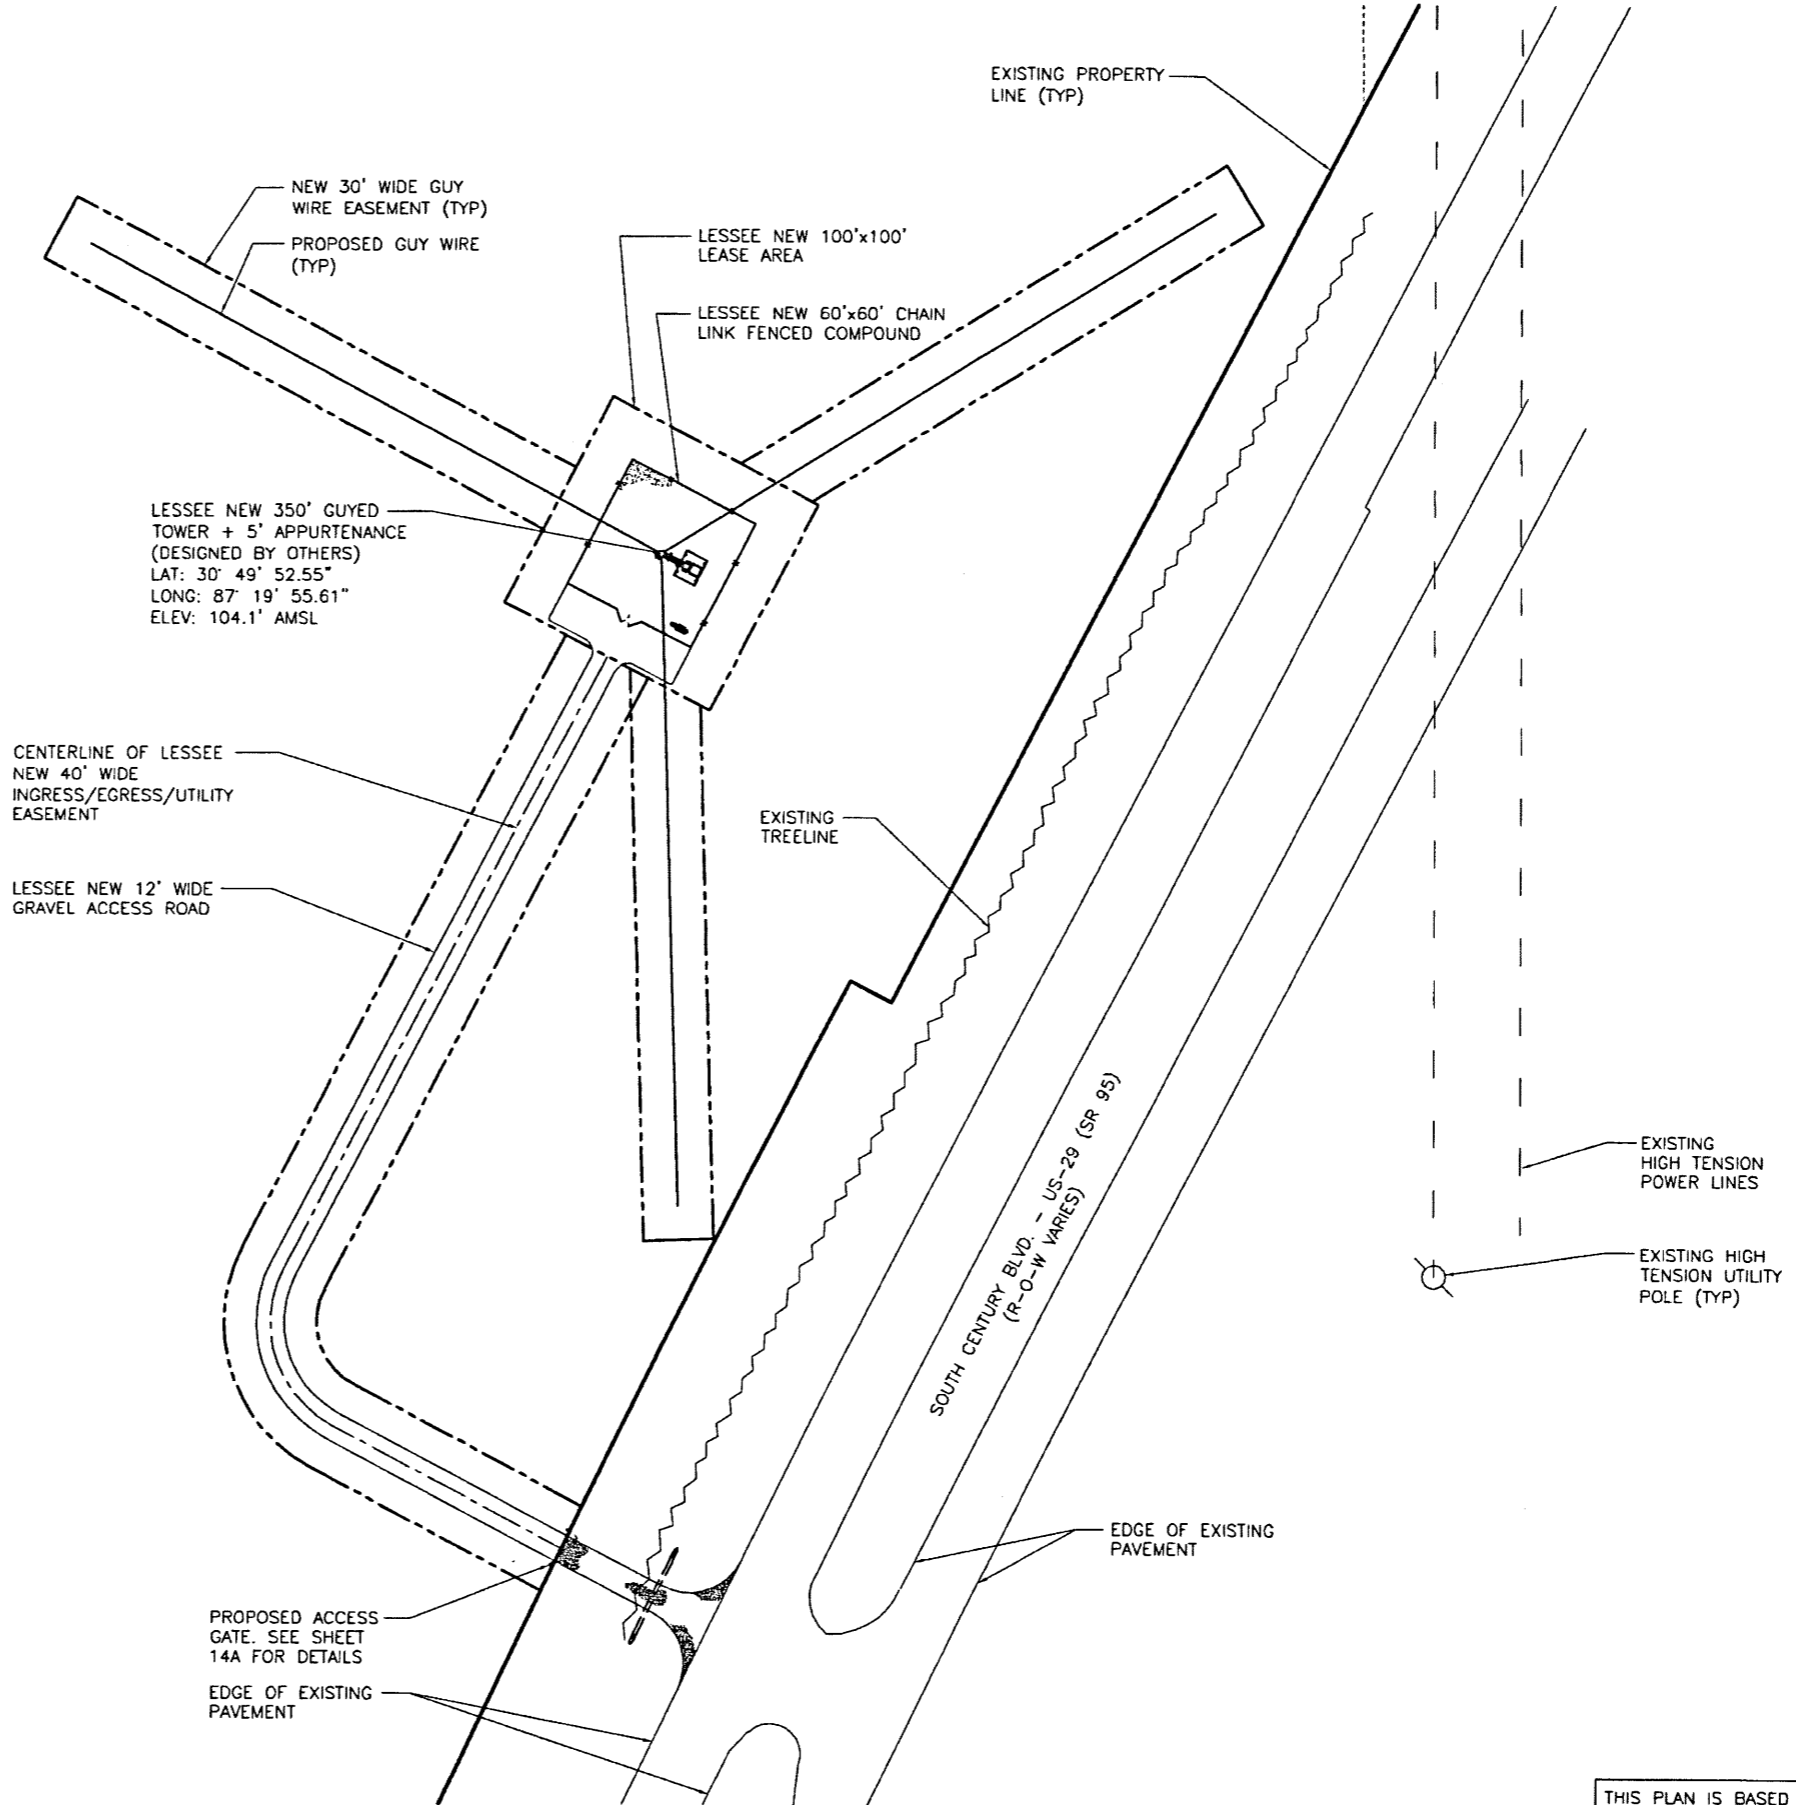 EXISTING PROPERTY
LINE (TYP)
NEW 30' WIDE GUY
WIRE EASEMENT (TYP)
PROPOSED GUY WIRE
(TYP)
LESSEE NEW 100'x100'
LEASE AREA
LESSEE NEW 60'x60' CHAIN
LINK FENCED COMPOUND
LESSEE NEW 350' GUYED
TOWER + 5' APPURTENANCE
(DESIGNED BY OTHERS)
LAT: 30° 49' 52.55"
LONG: 87° 19' 55.61"
ELEV: 104.1' AMSL
CENTERLINE OF LESSEE
NEW 40' WIDE
INGRESS/EGRESS/UTILITY
EASEMENT
EXISTING
TREELINE
LESSEE NEW 12' WIDE
GRAVEL ACCESS ROAD
SOUTH CENTURY BLVD. - US-29 (SR 95)
(R-O-W VARIES)
EXISTING
HIGH TENSION
POWER LINES
EXISTING HIGH
TENSION UTILITY
POLE (TYP)
EDGE OF EXISTING
PAVEMENT
PROPOSED ACCESS
GATE. SEE SHEET
14A FOR DETAILS
EDGE OF EXISTING
PAVEMENT
THIS PLAN IS BASED